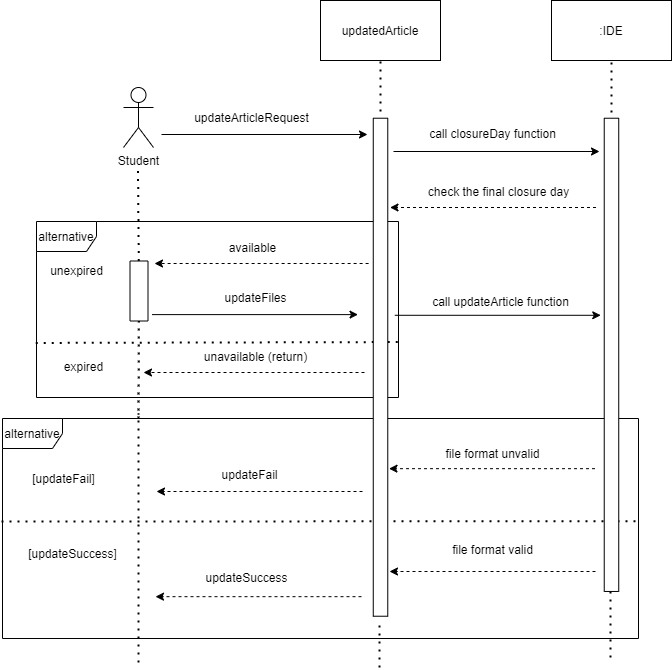 updatedArticle
:IDE
updateArticleRequest
call closureDay function
Student
check the final closure day
alternative
available
unexpired
updateFiles
call updateArticle function
unavailable (return)
expired
alternative
file format unvalid
[updateFail]
updateFail
file format valid
[updateSuccess]
updateSuccess